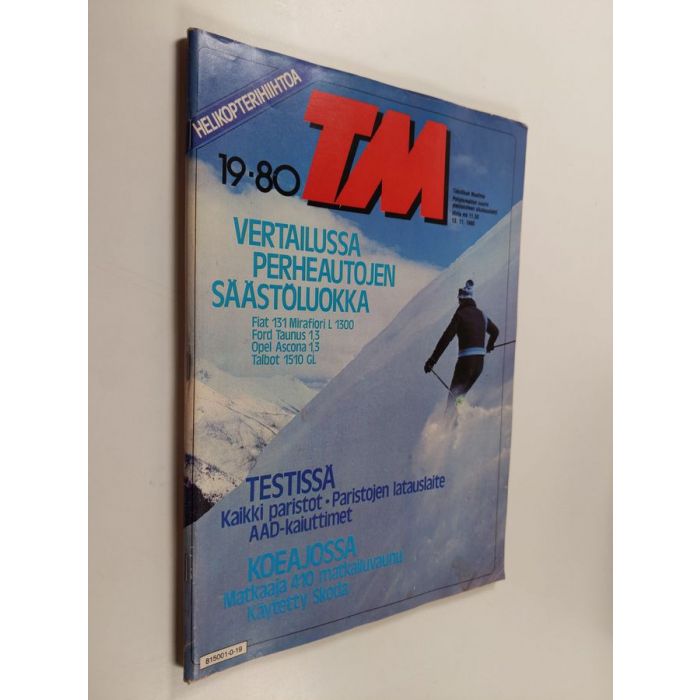 HELIKOPTERIHIIHTOA
TM
19·80
Tekniikan Maailma
VERTAILUSSA
PERHEAUTOJEN
SÄÄSTÖLUOKKA
Fiat 131 Mirafiori L 1300
Ford Taunus 1,3
Opel Ascona 1,3
Talbot 1510 GL
TESTISSÄ
Kaikki paristot · Paristojen latauslaite
AAD-kaiuttimet
KOEAJOSSA
Matkaaja 410 matkailuvaunu
Käytetty Skoda
815001-0-19